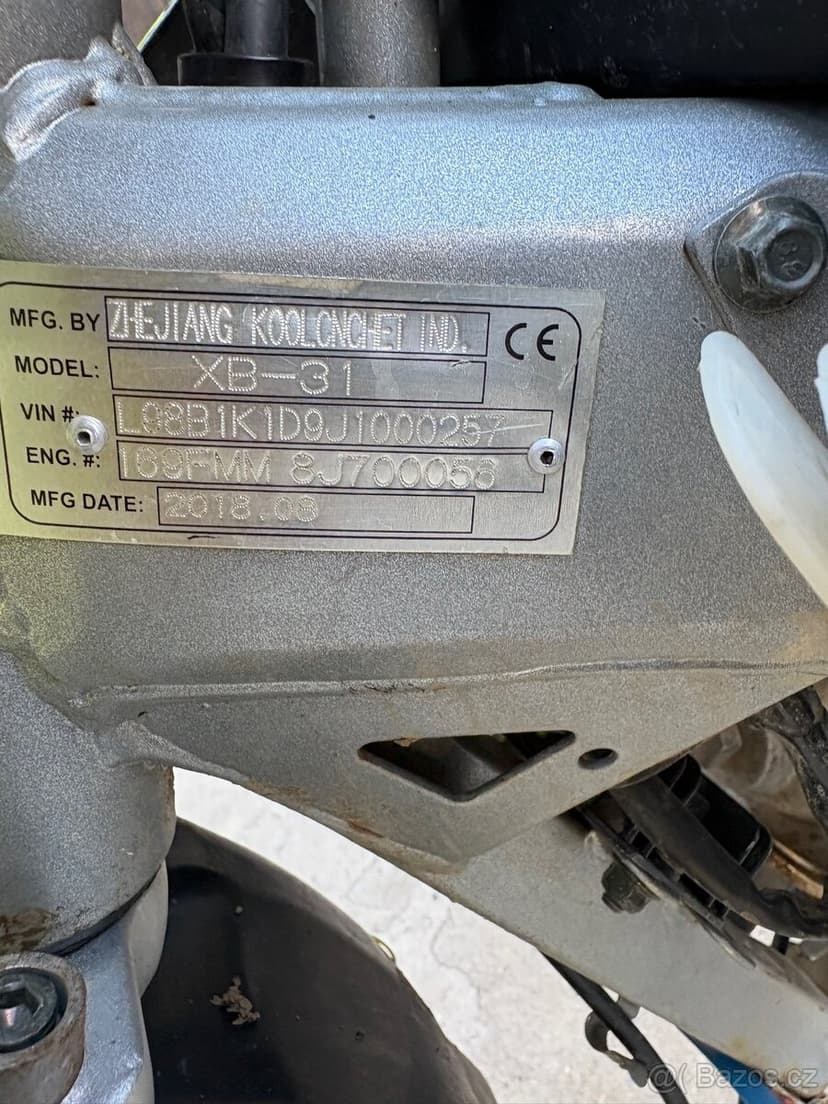 MFG. BY ZHEJIANG KOOLCNCHET IND. CE
MODEL: XB-31
VIN #: L98B1K1D9J1000257
ENG. #: 169FMM 8J700056
MFG DATE: 2018.08
@( Bazos.cz